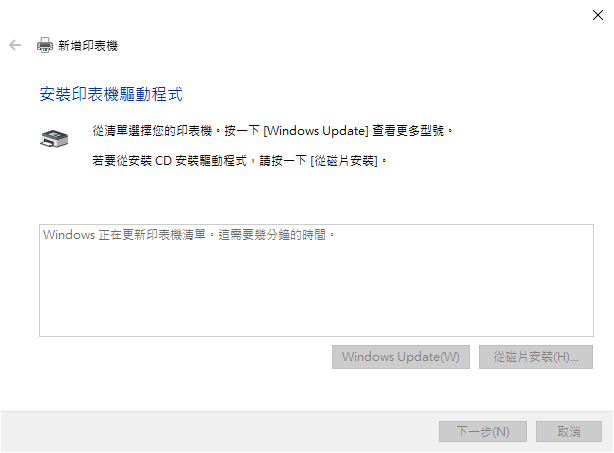 新增印表機
安裝印表機驅動程式
從清單選擇您的印表機。按一下 [Windows Update] 查看更多型號。
若要從安裝 CD 安裝驅動程式，請按一下 [從磁片安裝]。
Windows 正在更新印表機清單。這需要幾分鐘的時間。
Windows Update(W)
從磁片安裝(H)...
下一步(N)
取消